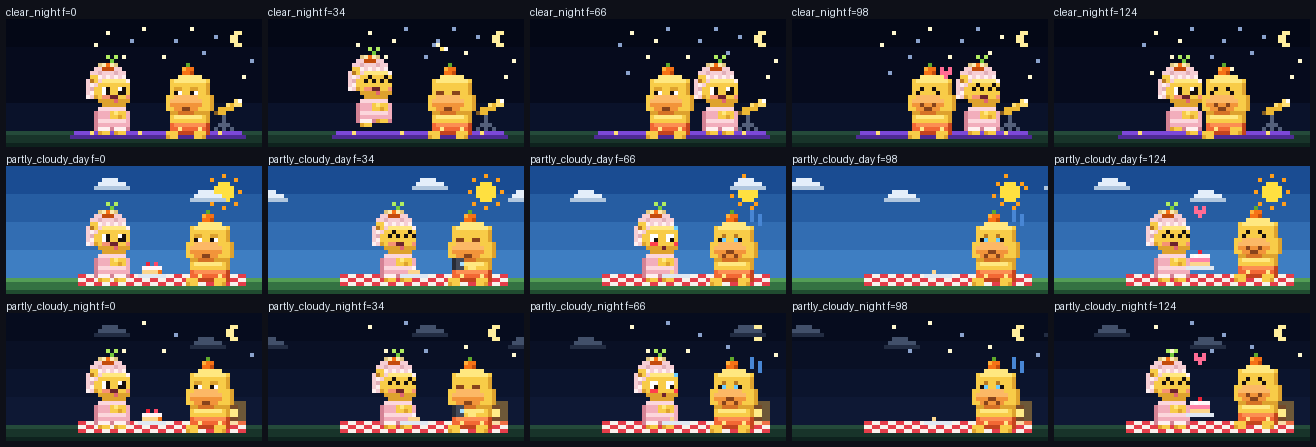 clear_night f=0 clear_night f=34 clear_night f=66 clear_night f=98 clear_night f=124
partly_cloudy_day f=0 partly_cloudy_day f=34 partly_cloudy_day f=66 partly_cloudy_day f=98 partly_cloudy_day f=124
partly_cloudy_night f=0 partly_cloudy_night f=34 partly_cloudy_night f=66 partly_cloudy_night f=98 partly_cloudy_night f=124